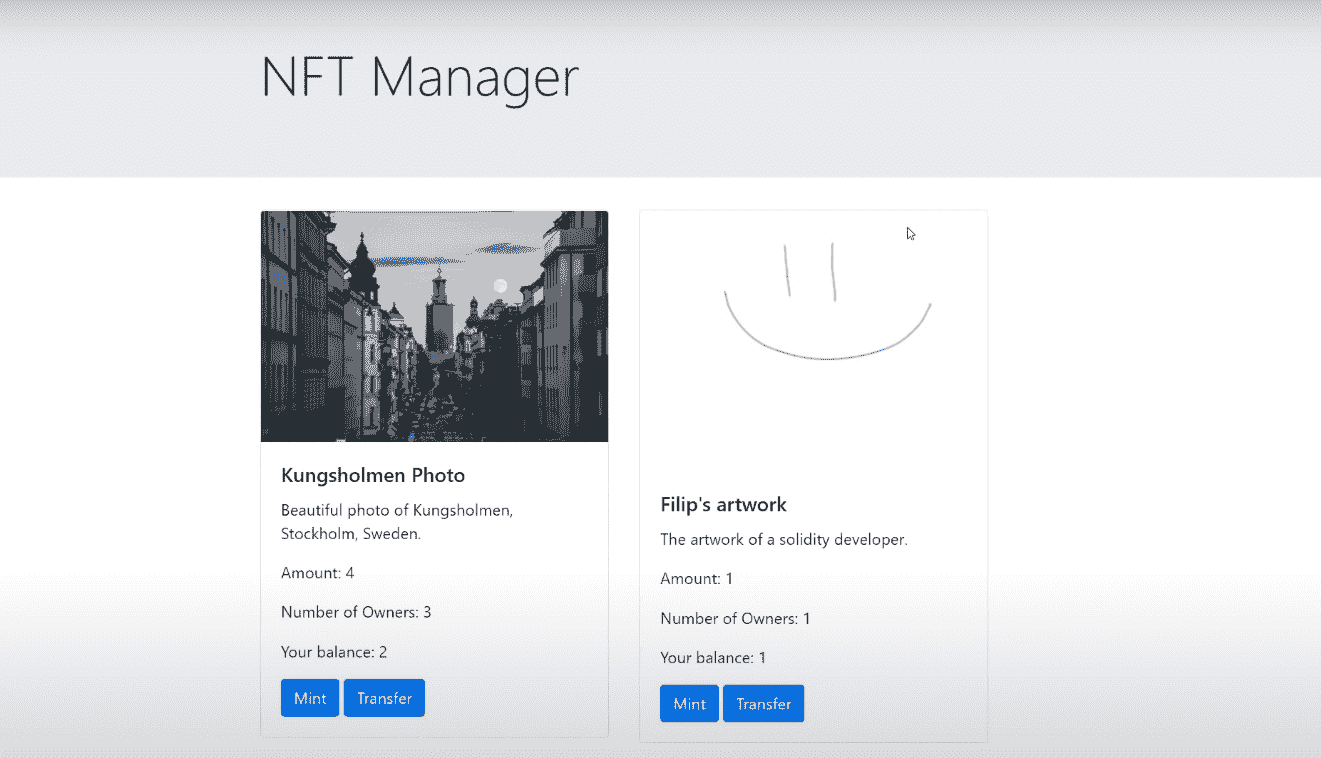 NFT Manager
Kungsholmen Photo
Beautiful photo of Kungsholmen,
Stockholm, Sweden.
Amount: 4
Number of Owners: 3
Your balance: 2
Mint Transfer
Filip's artwork
The artwork of a solidity developer.
Amount: 1
Number of Owners: 1
Your balance: 1
Mint Transfer